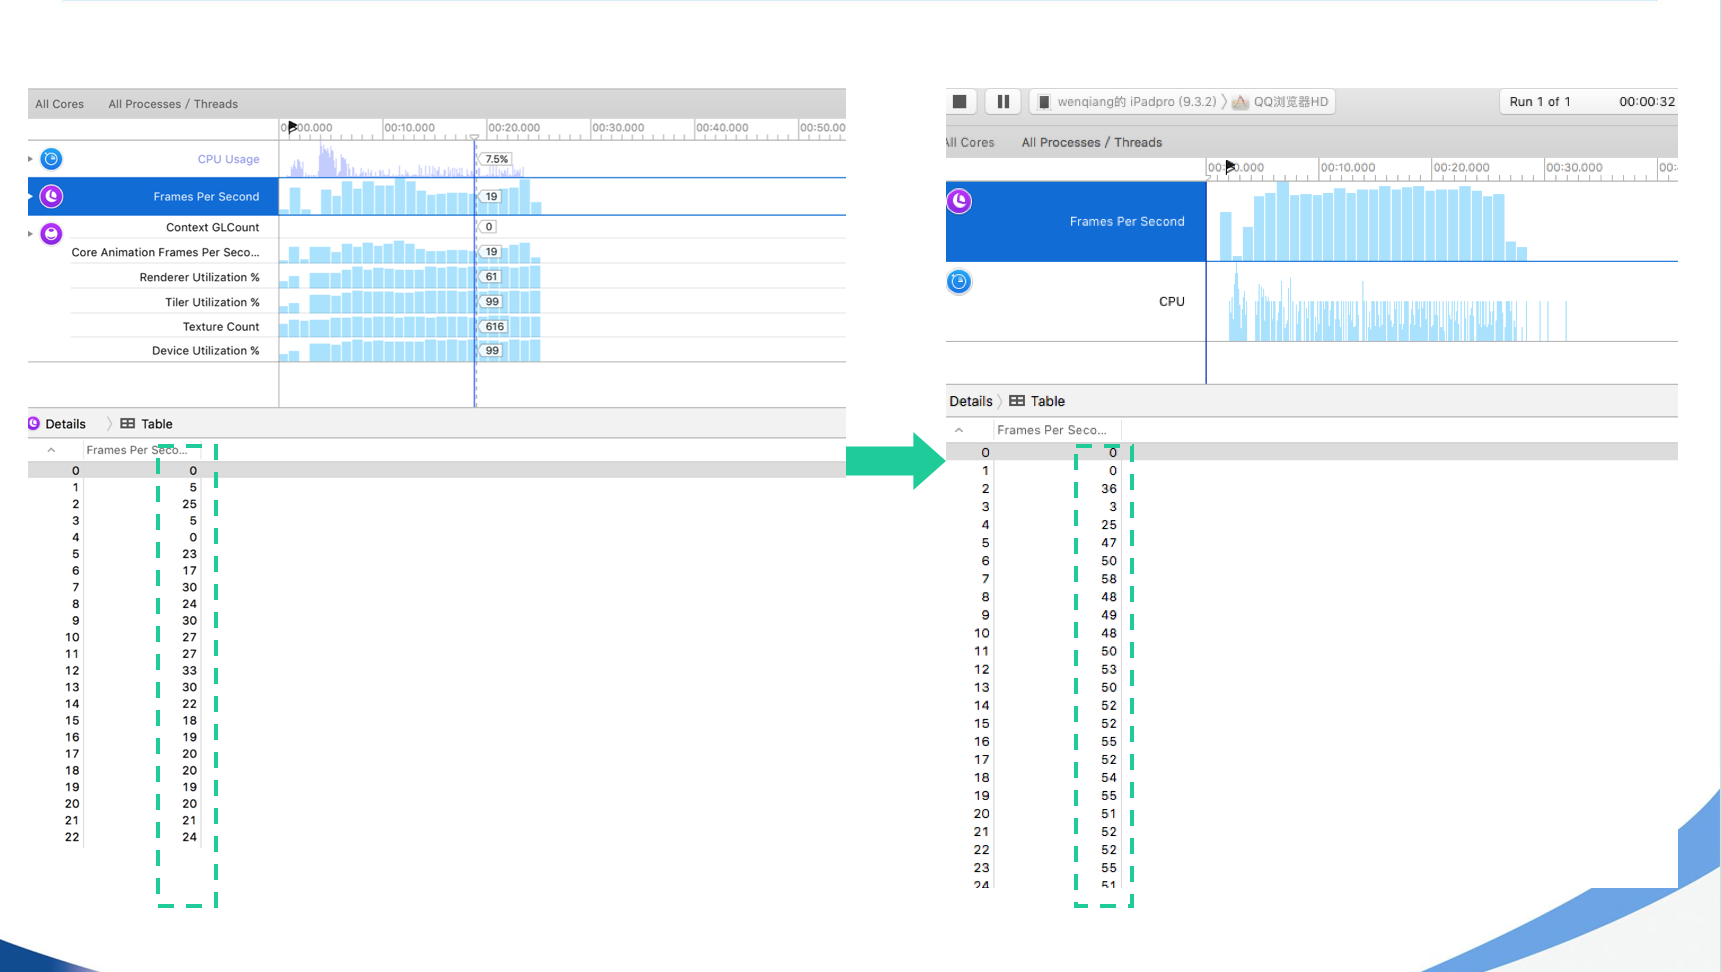 All Cores All Processes / Threads
00:00.000 00:10.000 00:20.000 00:30.000 00:40.000 00:50.0
CPU Usage 7.5%
Frames Per Second 19
Context GLCount 0
Core Animation Frames Per Seco... 19
Renderer Utilization % 61
Tiler Utilization % 99
Texture Count 616
Device Utilization % 99
Details Table
Frames Per Seco...
0 0
1 5
2 25
3 5
4 0
5 23
6 17
7 30
8 24
9 30
10 27
11 27
12 33
13 30
14 22
15 18
16 19
17 20
18 20
19 19
20 20
21 21
22 24
wenqiang的 iPadpro (9.3.2) 〉 QQ浏览器HD Run 1 of 1 00:00:32
All Cores All Processes / Threads
00:00.000 00:10.000 00:20.000 00:30.000 00:
Frames Per Second
CPU
Details Table
Frames Per Seco...
0 0
1 0
2 36
3 3
4 25
5 47
6 50
7 58
8 48
9 49
10 48
11 50
12 53
13 50
14 52
15 52
16 55
17 52
18 54
19 55
20 51
21 52
22 52
23 55
24 51